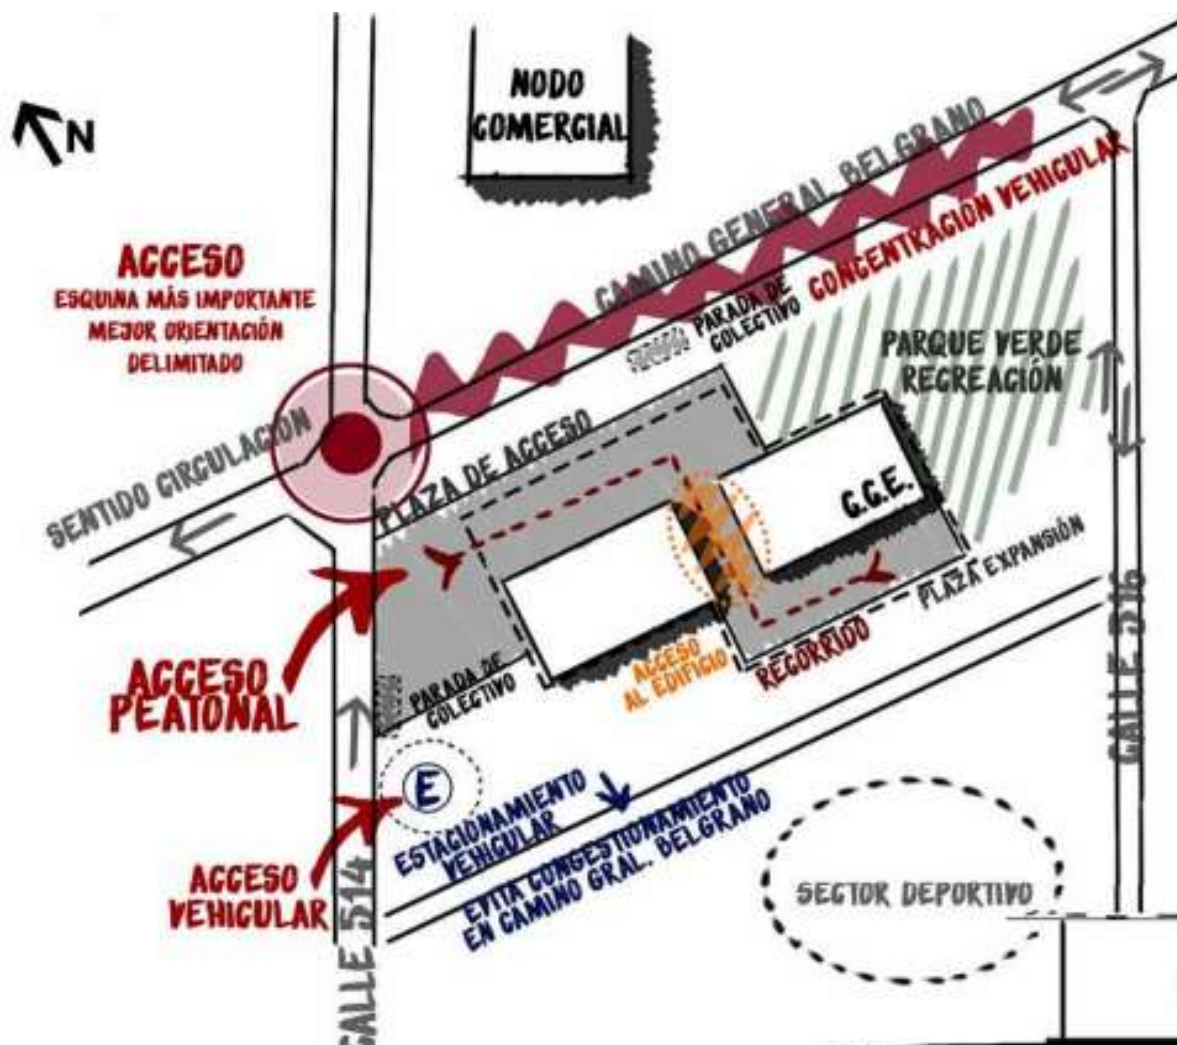 NODO
COMERCIAL
N
CAMINO GENERAL BELGRANO
CONCENTRACIÓN VEHICULAR
ACCESO
ESQUINA MÁS IMPORTANTE
MEJOR ORIENTACIÓN
DELIMITADO
PARADA DE
COLECTIVO
PARQUE VERDE
RECREACIÓN
SENTIDO CIRCULACIÓN
PLAZA DE ACCESO
C.C.E.
PLAZA EXPANSIÓN
CALLE 516
ACCESO
PEATONAL
PARADA DE
COLECTIVO
ACCESO
AL EDIFICIO
RECORRIDO
E
ESTACIONAMIENTO
VEHICULAR
EVITA CONGESTIONAMIENTO
EN CAMINO GRAL. BELGRANO
ACCESO
VEHICULAR
CALLE 514
SECTOR DEPORTIVO